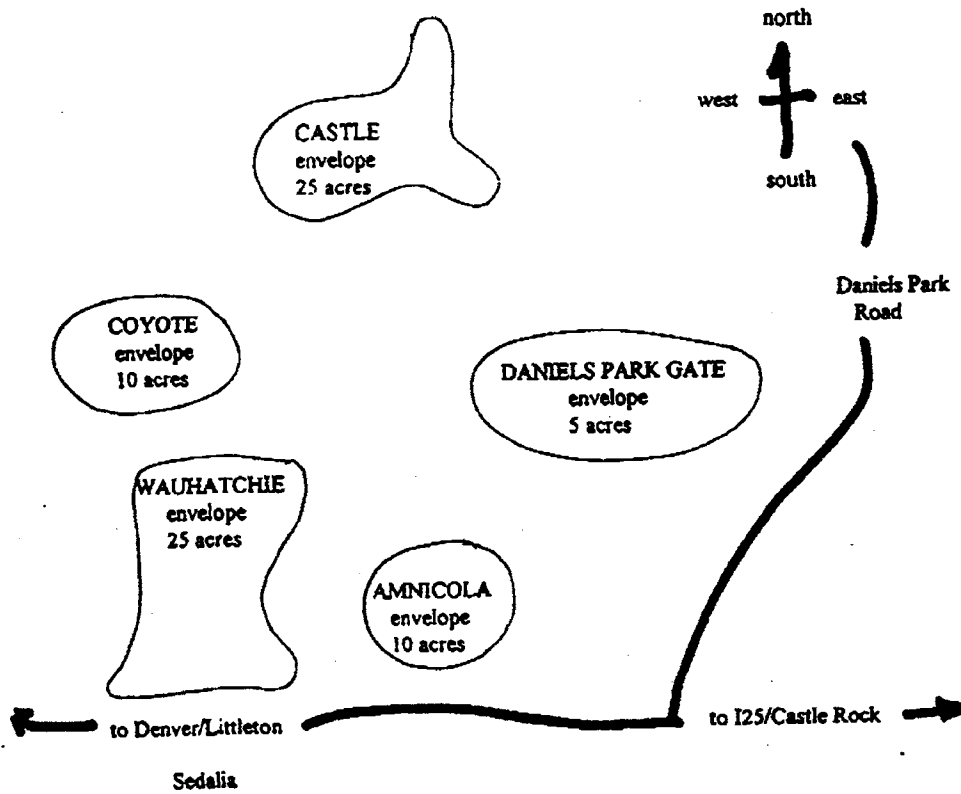 north
west
east
south
CASTLE
envelope
25 acres
Daniels Park
Road
COYOTE
envelope
10 acres
DANIELS PARK GATE
envelope
5 acres
WAUHATCHIE
envelope
25 acres
AMNICOLA
envelope
10 acres
to Denver/Littleton
to I25/Castle Rock
Sedalia